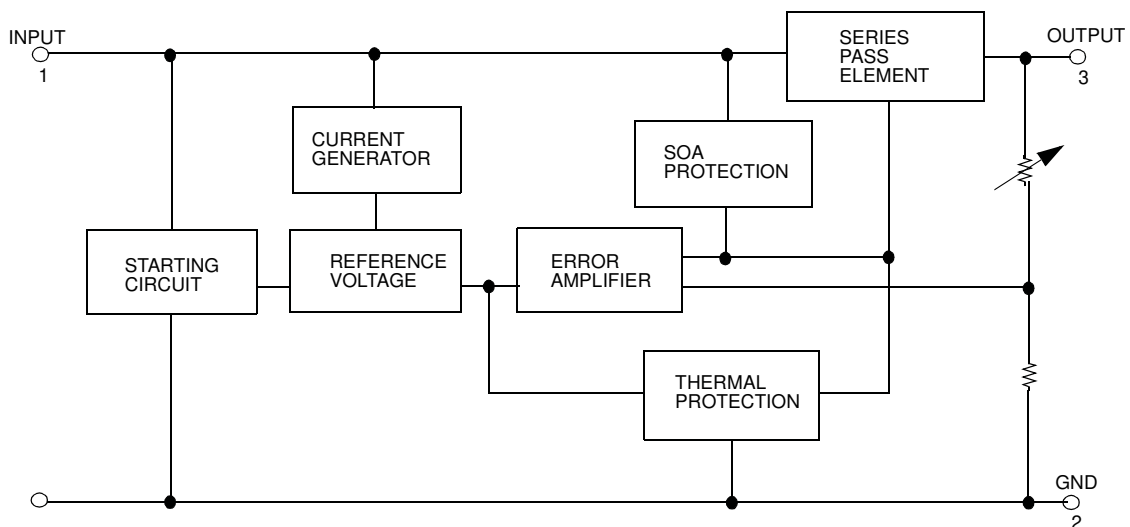 INPUT
1
SERIES
PASS
ELEMENT
OUTPUT
3
CURRENT
GENERATOR
SOA
PROTECTION
STARTING
CIRCUIT
REFERENCE
VOLTAGE
ERROR
AMPLIFIER
THERMAL
PROTECTION
GND
2